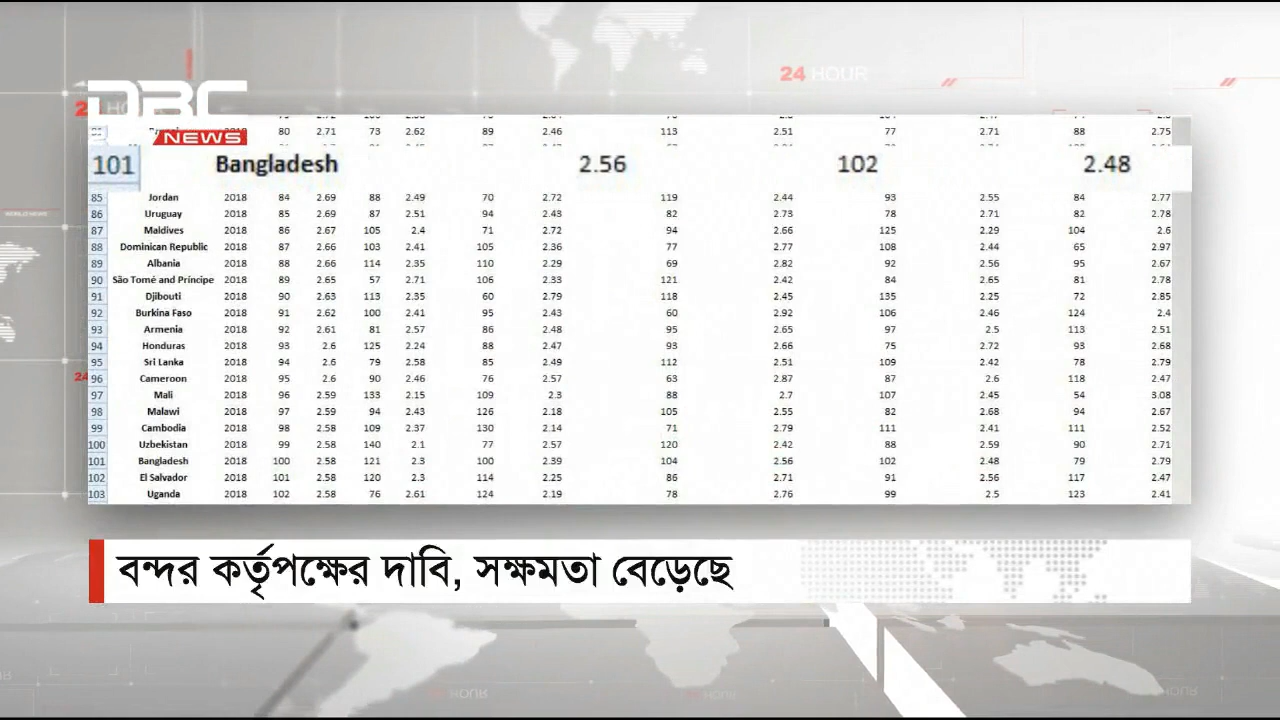 24 HOUR
DBC
NEWS
80 2.71 73 2.62 89 2.46 113 2.51 77 2.71 88 2.75
101 Bangladesh 2.56 102 2.48
85 Jordan 2018 84 2.69 88 2.49 70 2.72 119 2.44 93 2.55 84 2.77
86 Uruguay 2018 85 2.69 87 2.51 94 2.43 82 2.73 78 2.71 82 2.78
87 Maldives 2018 86 2.67 105 2.4 71 2.72 94 2.66 125 2.29 104 2.6
88 Dominican Republic 2018 87 2.66 103 2.41 105 2.36 77 2.77 108 2.44 65 2.97
89 Albania 2018 88 2.66 114 2.35 110 2.29 69 2.82 92 2.56 95 2.67
90 São Tomé and Príncipe 2018 89 2.65 57 2.71 106 2.33 121 2.42 84 2.65 81 2.78
91 Djibouti 2018 90 2.63 113 2.35 60 2.79 118 2.45 135 2.25 72 2.85
92 Burkina Faso 2018 91 2.62 100 2.41 95 2.43 60 2.92 106 2.46 124 2.4
93 Armenia 2018 92 2.61 81 2.57 86 2.48 95 2.65 97 2.5 113 2.51
94 Honduras 2018 93 2.6 125 2.24 88 2.47 93 2.66 75 2.72 93 2.68
95 Sri Lanka 2018 94 2.6 79 2.58 85 2.49 112 2.51 109 2.42 78 2.79
96 Cameroon 2018 95 2.6 90 2.46 76 2.57 63 2.87 87 2.6 118 2.47
97 Mali 2018 96 2.59 133 2.15 109 2.3 88 2.7 107 2.45 54 3.08
98 Malawi 2018 97 2.59 94 2.43 126 2.18 105 2.55 82 2.68 94 2.67
99 Cambodia 2018 98 2.58 109 2.37 130 2.14 71 2.79 111 2.41 111 2.52
100 Uzbekistan 2018 99 2.58 140 2.1 77 2.57 120 2.42 88 2.59 90 2.71
101 Bangladesh 2018 100 2.58 121 2.3 100 2.39 104 2.56 102 2.48 79 2.79
102 El Salvador 2018 101 2.58 120 2.3 114 2.25 86 2.71 91 2.56 117 2.47
103 Uganda 2018 102 2.58 76 2.61 124 2.19 78 2.76 99 2.5 123 2.41
বন্দর কর্তৃপক্ষের দাবি, সক্ষমতা বেড়েছে